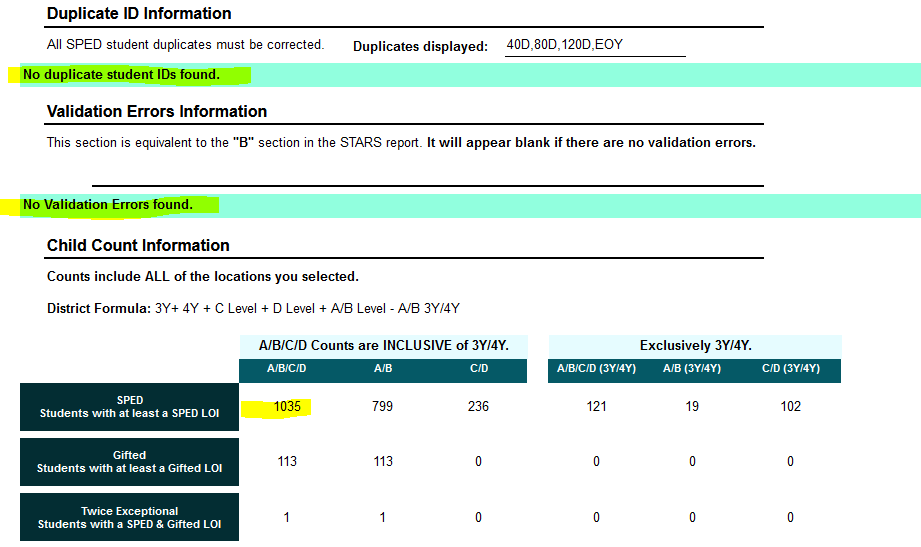 Duplicate ID Information
All SPED student duplicates must be corrected. Duplicates displayed: 40D,80D,120D,EOY
No duplicate student IDs found.
Validation Errors Information
This section is equivalent to the "B" section in the STARS report. It will appear blank if there are no validation errors.
No Validation Errors found.
Child Count Information
Counts include ALL of the locations you selected.
District Formula: 3Y+ 4Y + C Level + D Level + A/B Level - A/B 3Y/4Y
A/B/C/D Counts are INCLUSIVE of 3Y/4Y. Exclusively 3Y/4Y.
A/B/C/D A/B C/D A/B/C/D (3Y/4Y) A/B (3Y/4Y) C/D (3Y/4Y)
SPED
Students with at least a SPED LOI 1035 799 236 121 19 102
Gifted
Students with at least a Gifted LOI 113 113 0 0 0 0
Twice Exceptional
Students with a SPED & Gifted LOI 1 1 0 0 0 0